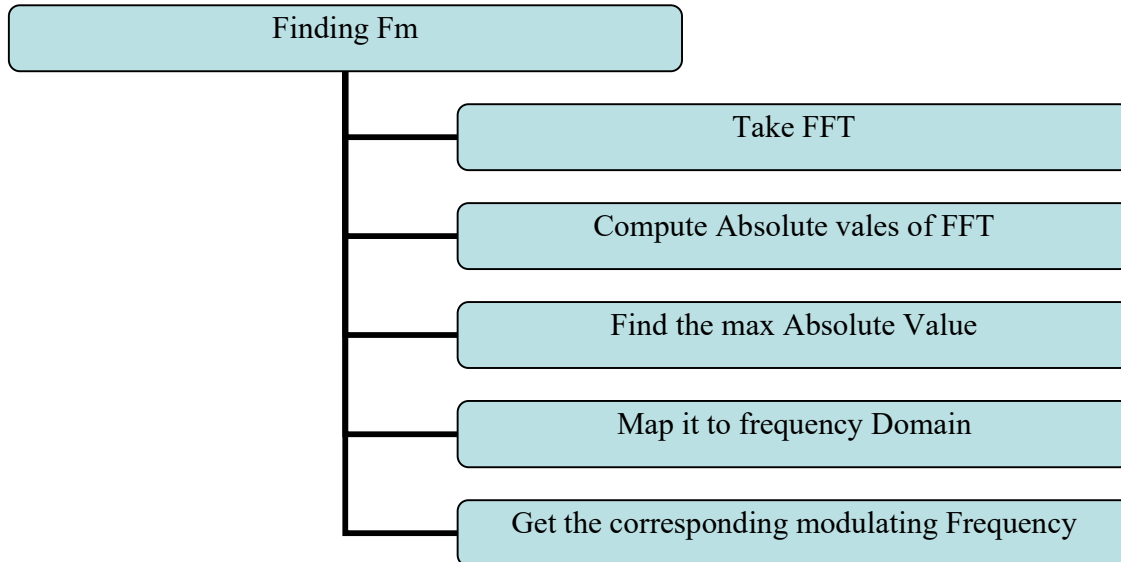 Finding Fm
Take FFT
Compute Absolute vales of FFT
Find the max Absolute Value
Map it to frequency Domain
Get the corresponding modulating Frequency